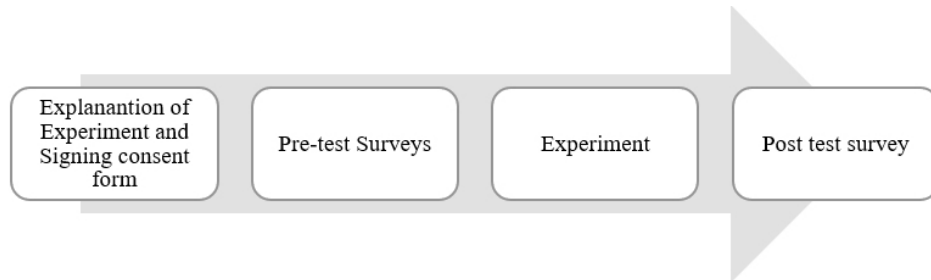 Explanantion of
Experiment and
Signing consent
form
Pre-test Surveys
Experiment
Post test survey